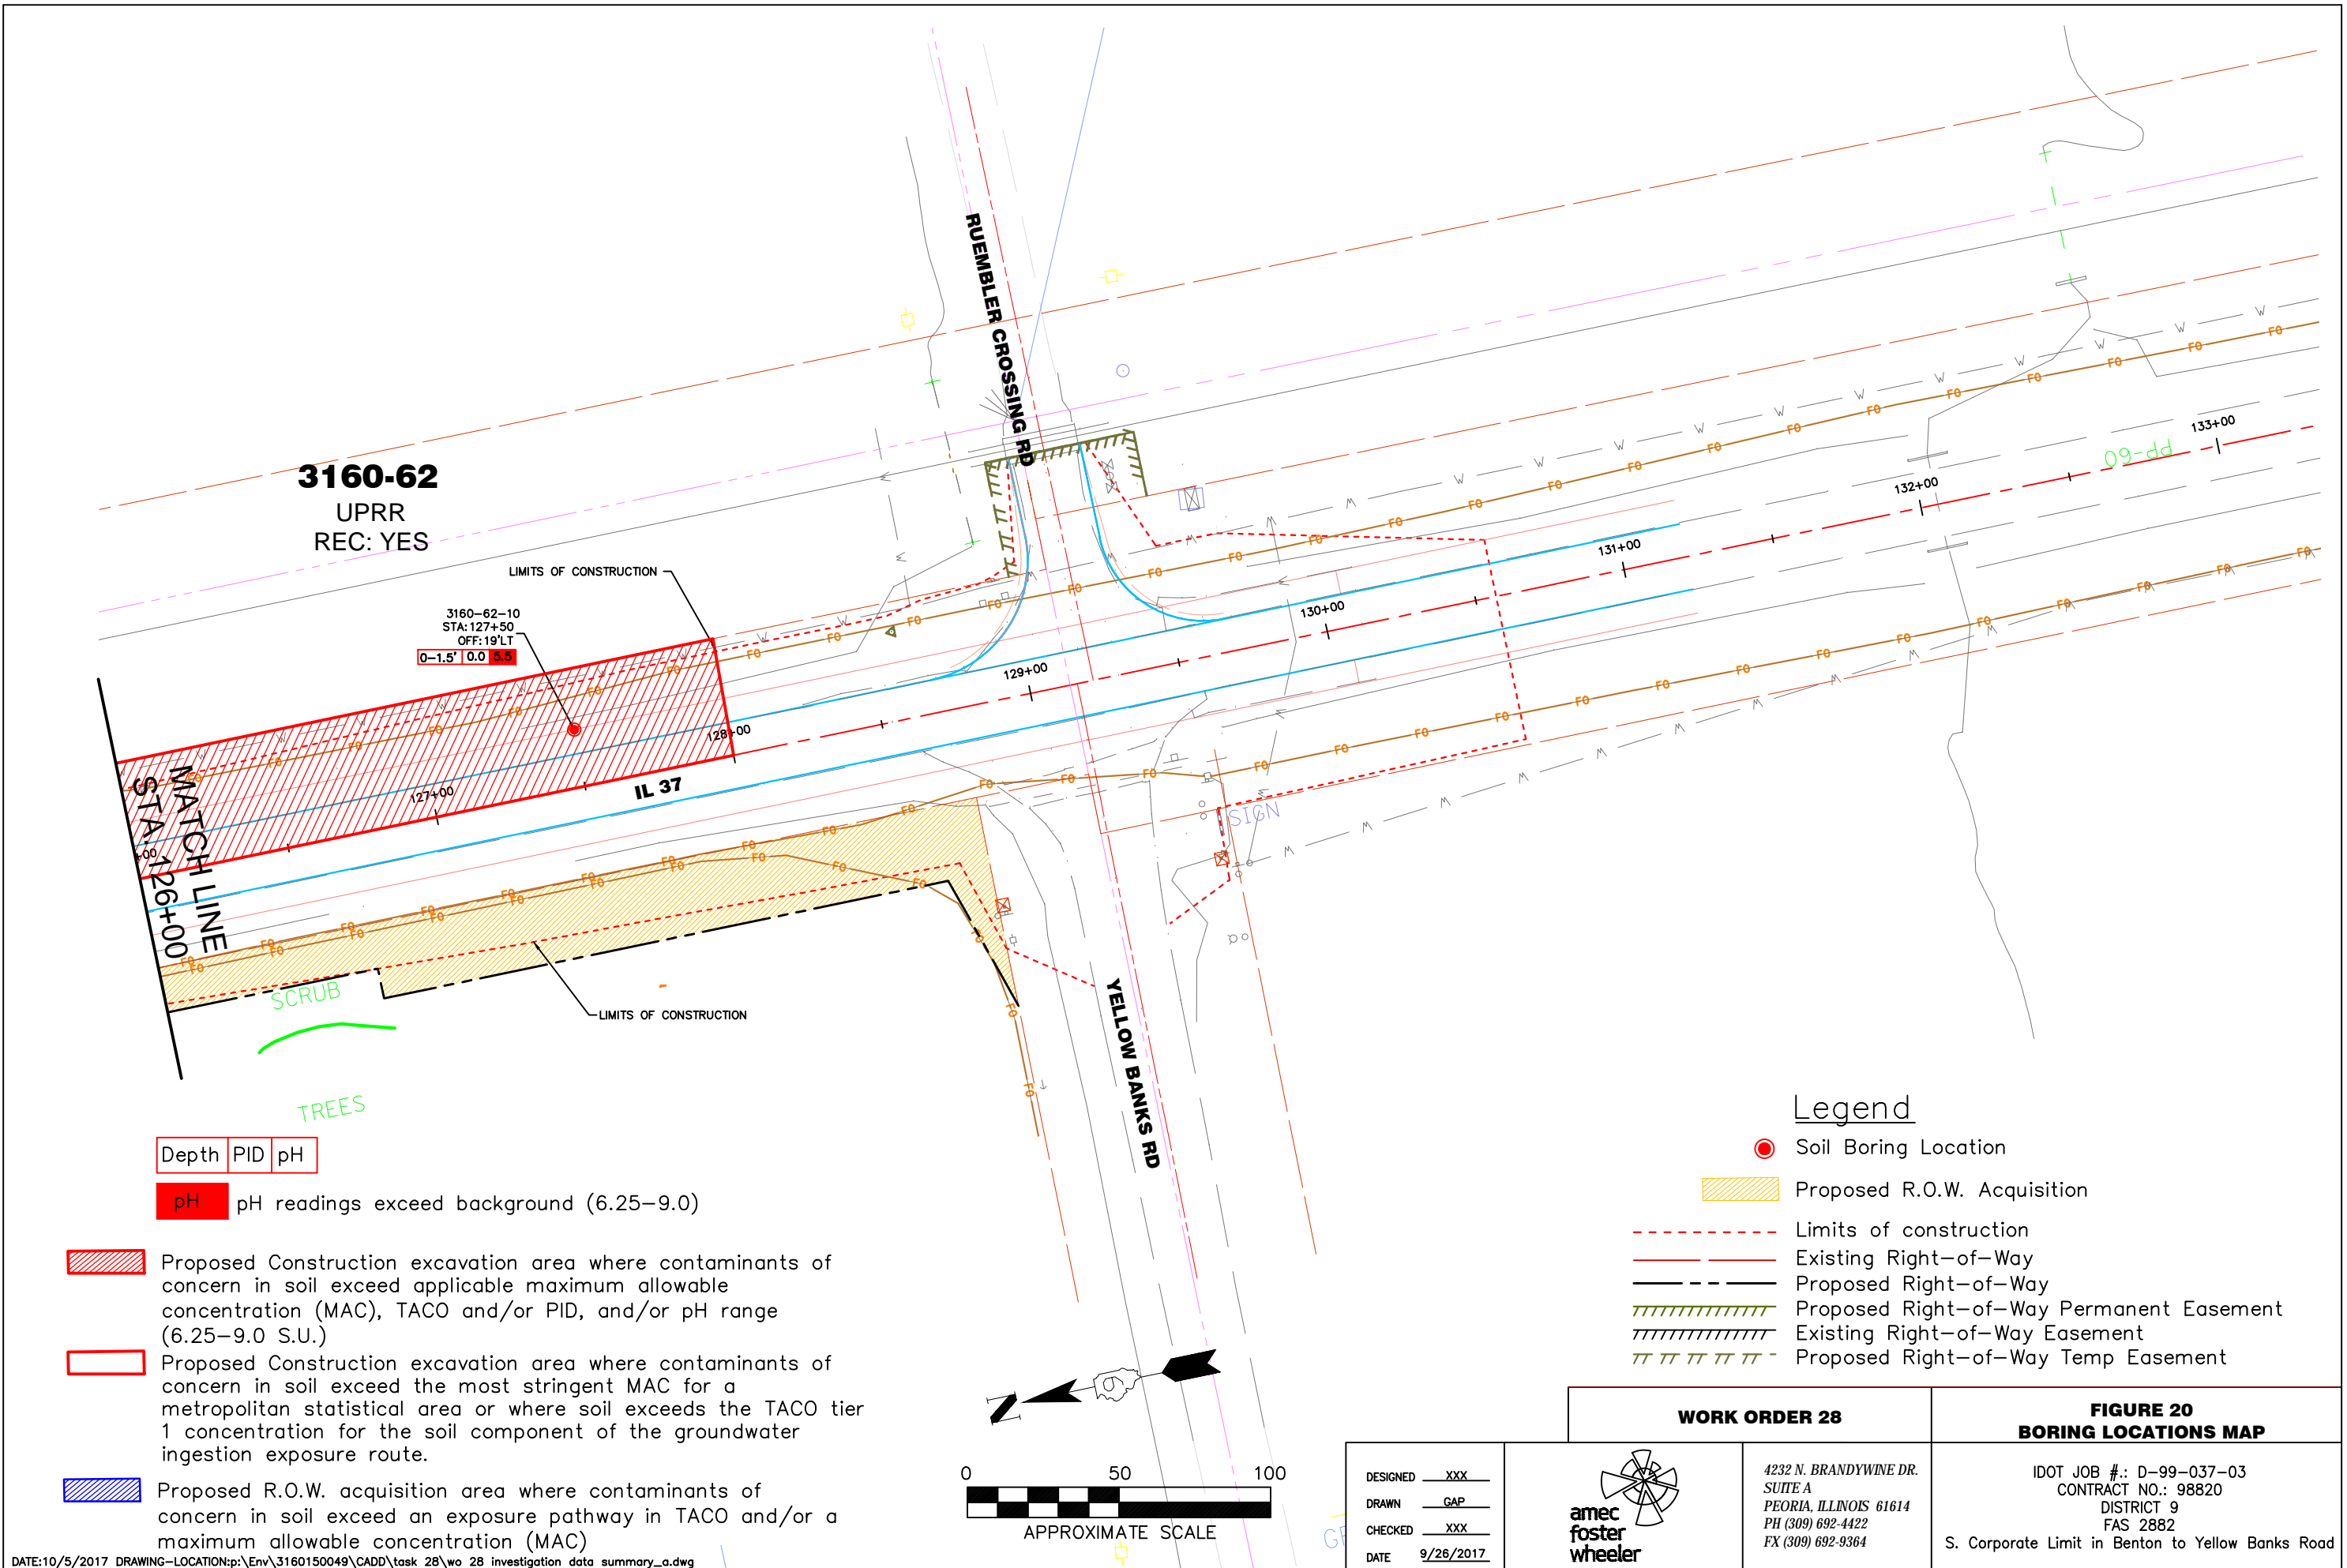 RUEMBLER CROSSING RD
3160-62
UPRR
REC: YES
LIMITS OF CONSTRUCTION
3160-62-10
STA:127+50
OFF:19'LT
0-1.5' 0.0 5.5
133+00
PP-60
132+00
131+00
130+00
129+00
128+00
127+00
+00
IL 37
MATCH LINE
STA. 126+00
SIGN
SCRUB
LIMITS OF CONSTRUCTION
TREES
YELLOW BANKS RD
Depth PID pH
pH pH readings exceed background (6.25-9.0)
Proposed Construction excavation area where contaminants of
concern in soil exceed applicable maximum allowable
concentration (MAC), TACO and/or PID, and/or pH range
(6.25-9.0 S.U.)
Proposed Construction excavation area where contaminants of
concern in soil exceed the most stringent MAC for a
metropolitan statistical area or where soil exceeds the TACO tier
1 concentration for the soil component of the groundwater
ingestion exposure route.
Proposed R.O.W. acquisition area where contaminants of
concern in soil exceed an exposure pathway in TACO and/or a
maximum allowable concentration (MAC)
DATE:10/5/2017 DRAWING-LOCATION:p:\Env\3160150049\CADD\task 28\wo 28 investigation data summary_a.dwg
N
0 50 100
APPROXIMATE SCALE
Legend
Soil Boring Location
Proposed R.O.W. Acquisition
Limits of construction
Existing Right-of-Way
Proposed Right-of-Way
Proposed Right-of-Way Permanent Easement
Existing Right-of-Way Easement
Proposed Right-of-Way Temp Easement
WORK ORDER 28
FIGURE 20
BORING LOCATIONS MAP
DESIGNED XXX
DRAWN GAP
CHECKED XXX
DATE 9/26/2017
amec
foster
wheeler
4232 N. BRANDYWINE DR.
SUITE A
PEORIA, ILLINOIS 61614
PH (309) 692-4422
FX (309) 692-9364
IDOT JOB #.: D-99-037-03
CONTRACT NO.: 98820
DISTRICT 9
FAS 2882
S. Corporate Limit in Benton to Yellow Banks Road